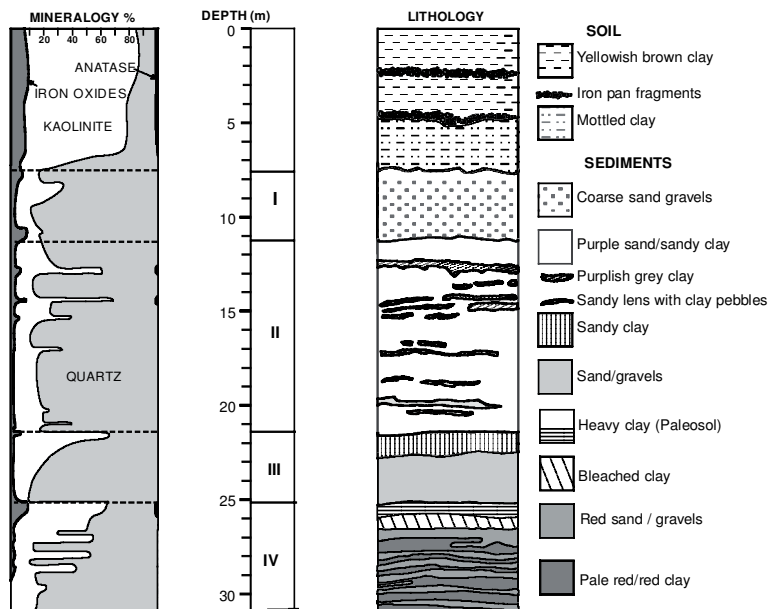 MINERALOGY %
20 40 60 80
ANATASE
IRON OXIDES
KAOLINITE
QUARTZ
DEPTH (m)
0
5
10
15
20
25
30
I
II
III
IV
LITHOLOGY
SOIL
Yellowish brown clay
Iron pan fragments
Mottled clay
SEDIMENTS
Coarse sand gravels
Purple sand/sandy clay
Purplish grey clay
Sandy lens with clay pebbles
Sandy clay
Sand/gravels
Heavy clay (Paleosol)
Bleached clay
Red sand / gravels
Pale red/red clay